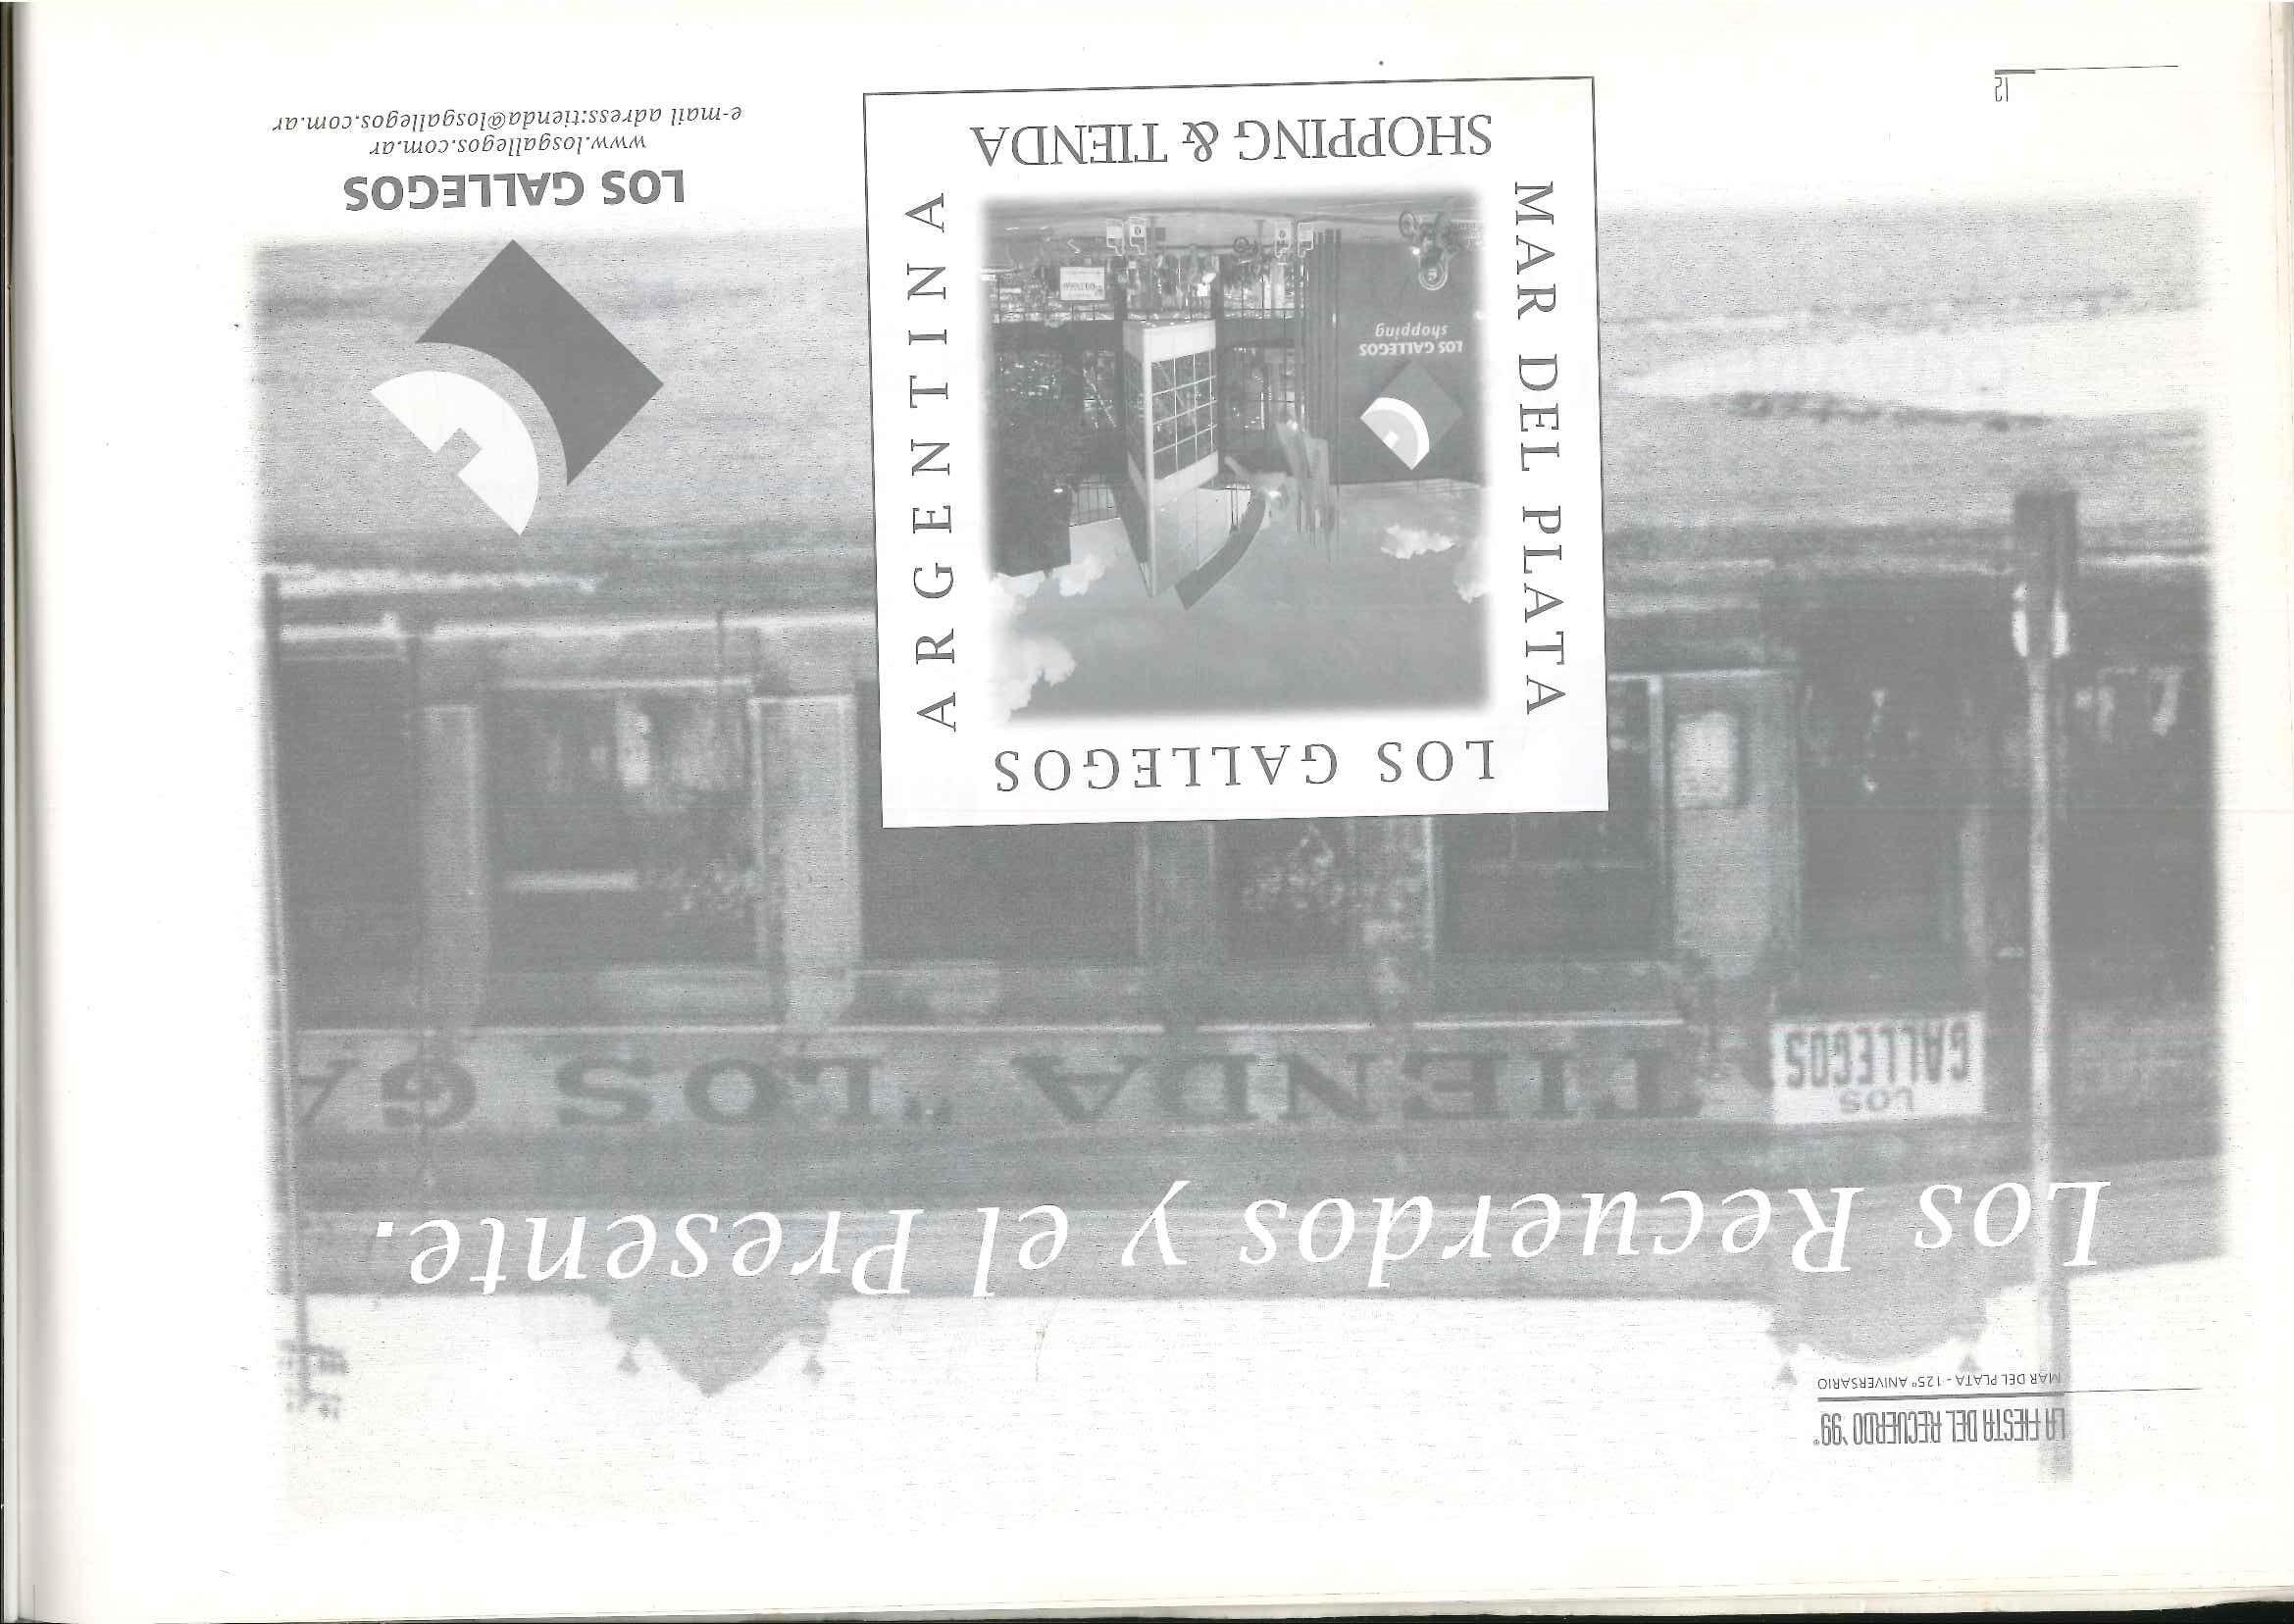 LA FIESTA DEL RECUERDO '99.
MAR DEL PLATA - 125º ANIVERSARIO
Los Recuerdos y el Presente.
LOS
GALLEGOS
TIENDA "LOS GA
LOS GALLEGOS
MAR DEL PLATA
ARGENTINA
LOS GALLEGOS
shopping
SHOPPING & TIENDA
LOS GALLEGOS
www.losgallegos.com.ar
e-mail adress:tienda@losgallegos.com.ar
12